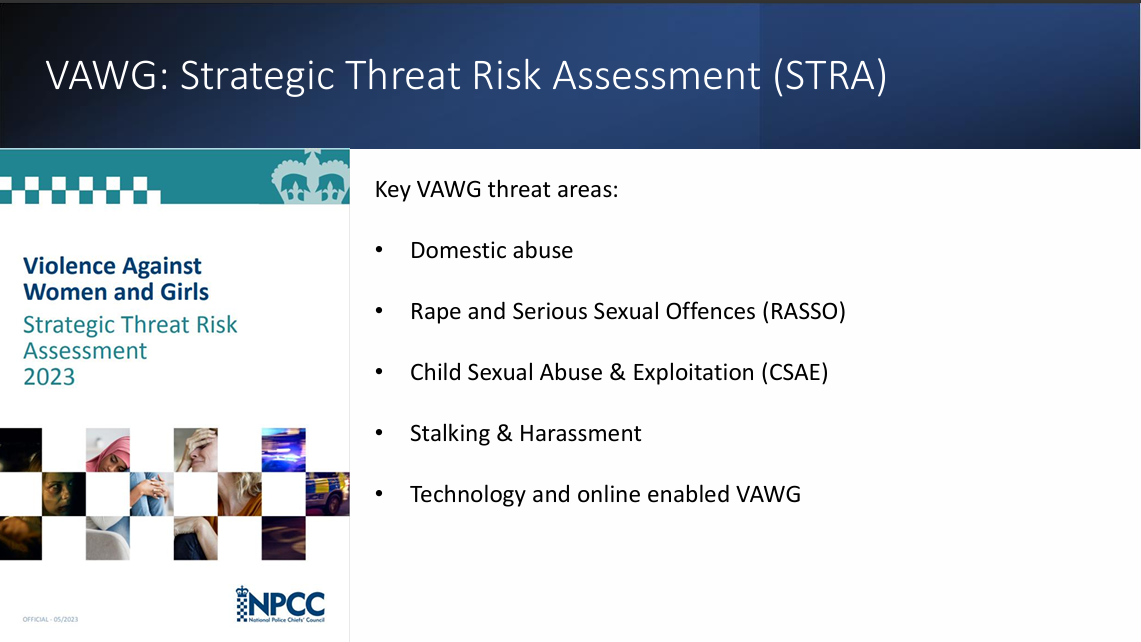 VAWG: Strategic Threat Risk Assessment (STRA)
Violence Against
Women and Girls
Strategic Threat Risk
Assessment
2023
NPCC
National Police Chiefs' Council
OFFICIAL - 05/2023
Key VAWG threat areas:
• Domestic abuse
• Rape and Serious Sexual Offences (RASSO)
• Child Sexual Abuse & Exploitation (CSAE)
• Stalking & Harassment
• Technology and online enabled VAWG